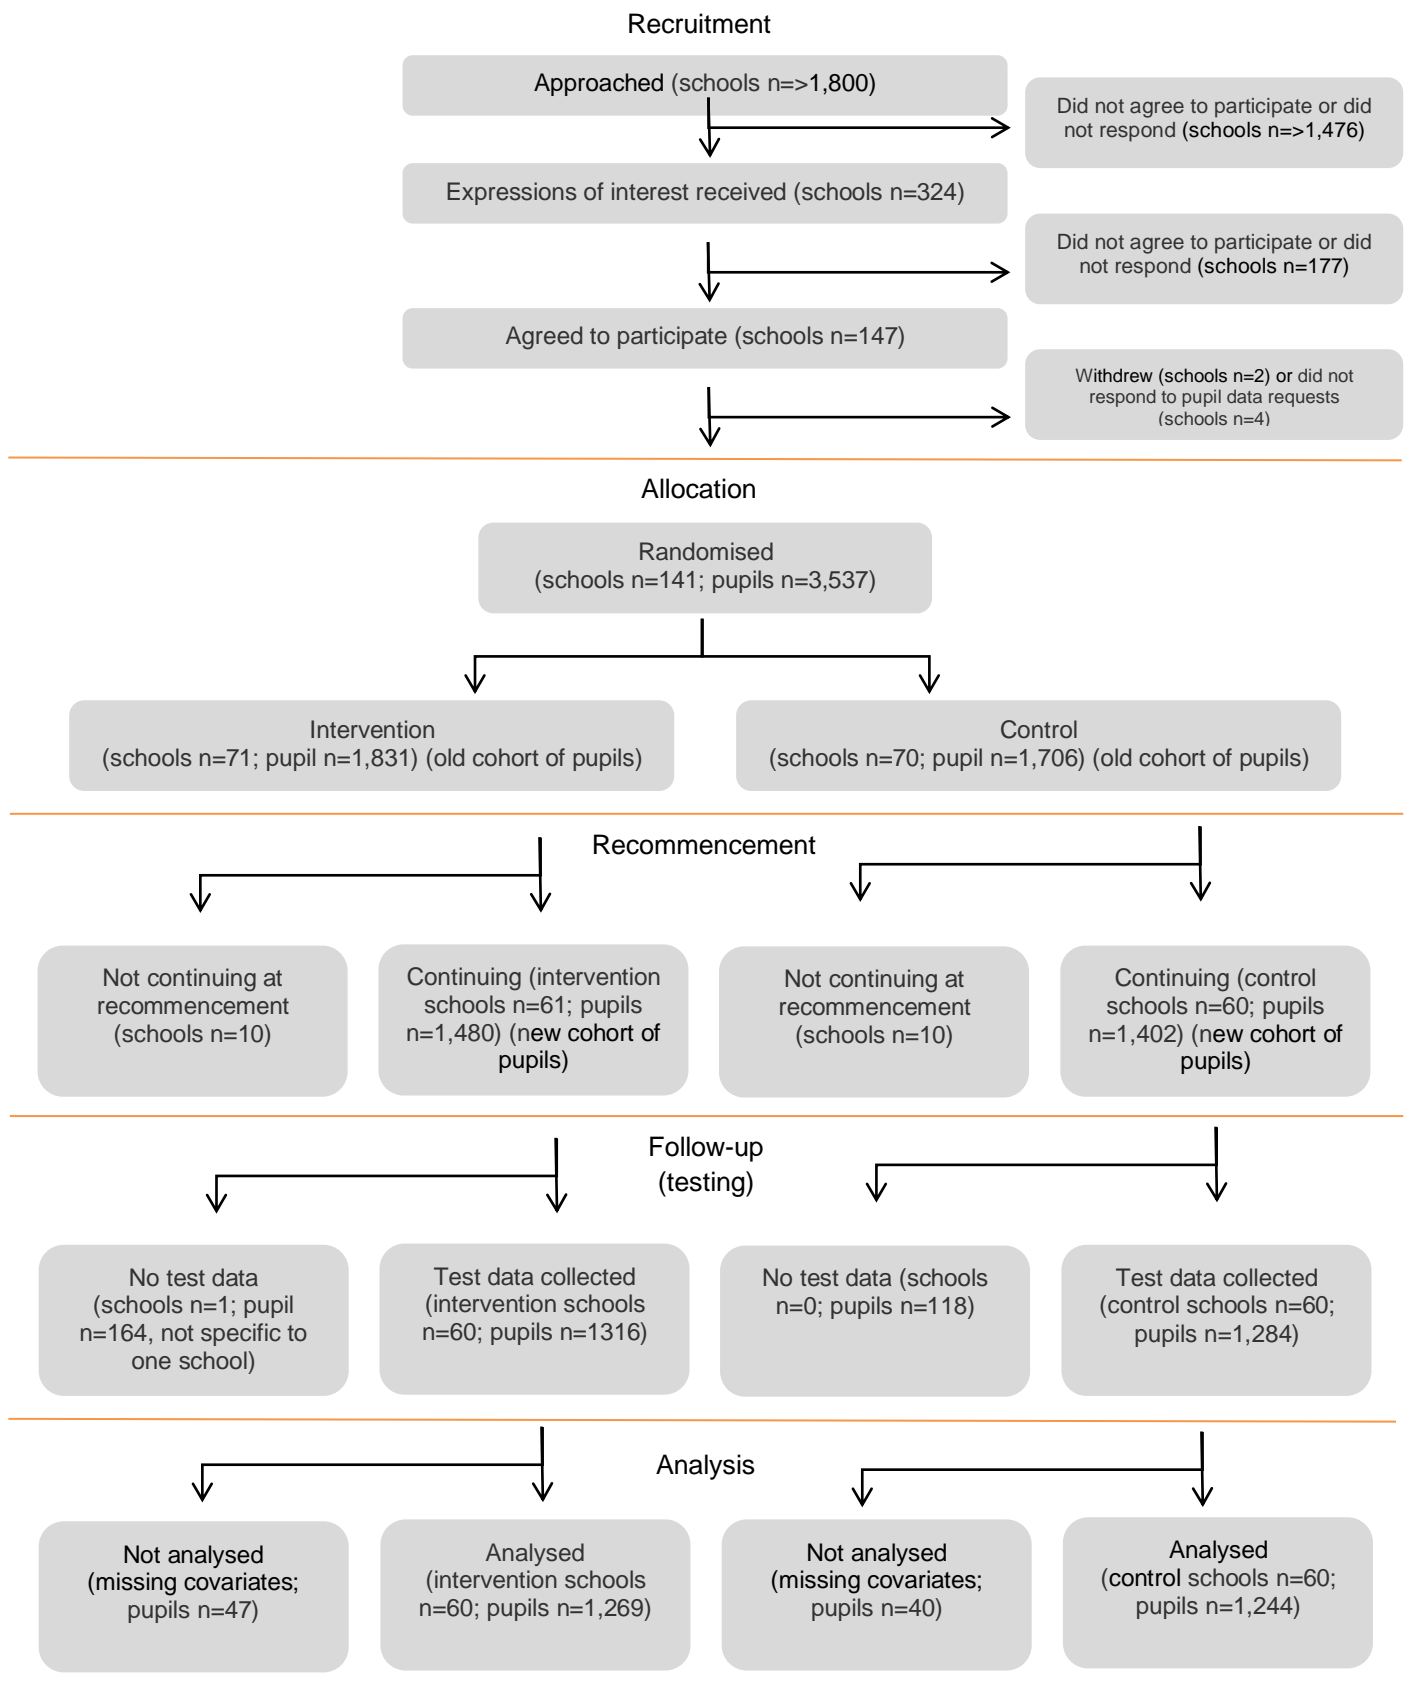 Recruitment
Approached (schools n=>1,800)
Did not agree to participate or did
not respond (schools n=>1,476)
Expressions of interest received (schools n=324)
Did not agree to participate or did
not respond (schools n=177)
Agreed to participate (schools n=147)
Withdrew (schools n=2) or did not
respond to pupil data requests
(schools n=4)
Allocation
Randomised
(schools n=141; pupils n=3,537)
Intervention
(schools n=71; pupil n=1,831) (old cohort of pupils)
Control
(schools n=70; pupil n=1,706) (old cohort of pupils)
Recommencement
Not continuing at
recommencement
(schools n=10)
Continuing (intervention
schools n=61; pupils
n=1,480) (new cohort of
pupils)
Not continuing at
recommencement
(schools n=10)
Continuing (control
schools n=60; pupils
n=1,402) (new cohort of
pupils)
Follow-up
(testing)
No test data
(schools n=1; pupil
n=164, not specific to
one school)
Test data collected
(intervention schools
n=60; pupils n=1316)
No test data (schools
n=0; pupils n=118)
Test data collected
(control schools n=60;
pupils n=1,284)
Analysis
Not analysed
(missing covariates;
pupils n=47)
Analysed
(intervention schools
n=60; pupils n=1,269)
Not analysed
(missing covariates;
pupils n=40)
Analysed
(control schools n=60;
pupils n=1,244)